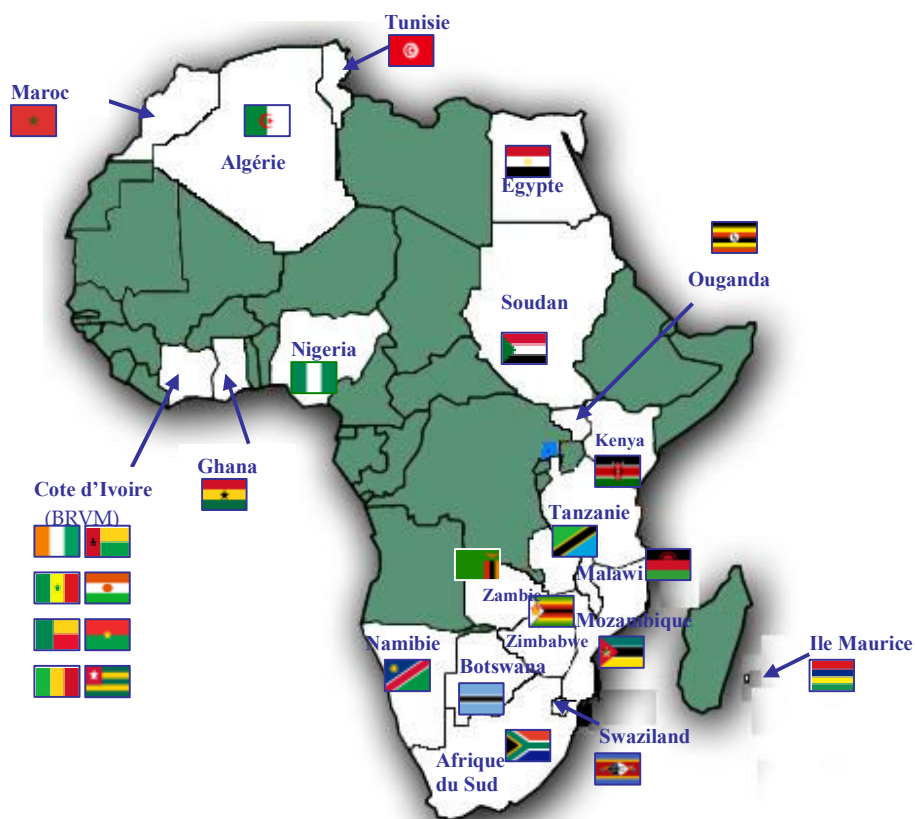 Tunisie
Maroc
Algérie
Egypte
Ouganda
Soudan
Nigeria
Kenya
Ghana
Cote d’Ivoire
(BRVM)
Tanzanie
Malawi
Zambie
Mozambique
Zimbabwe
Namibie
Botswana
Ile Maurice
Swaziland
Afrique
du Sud